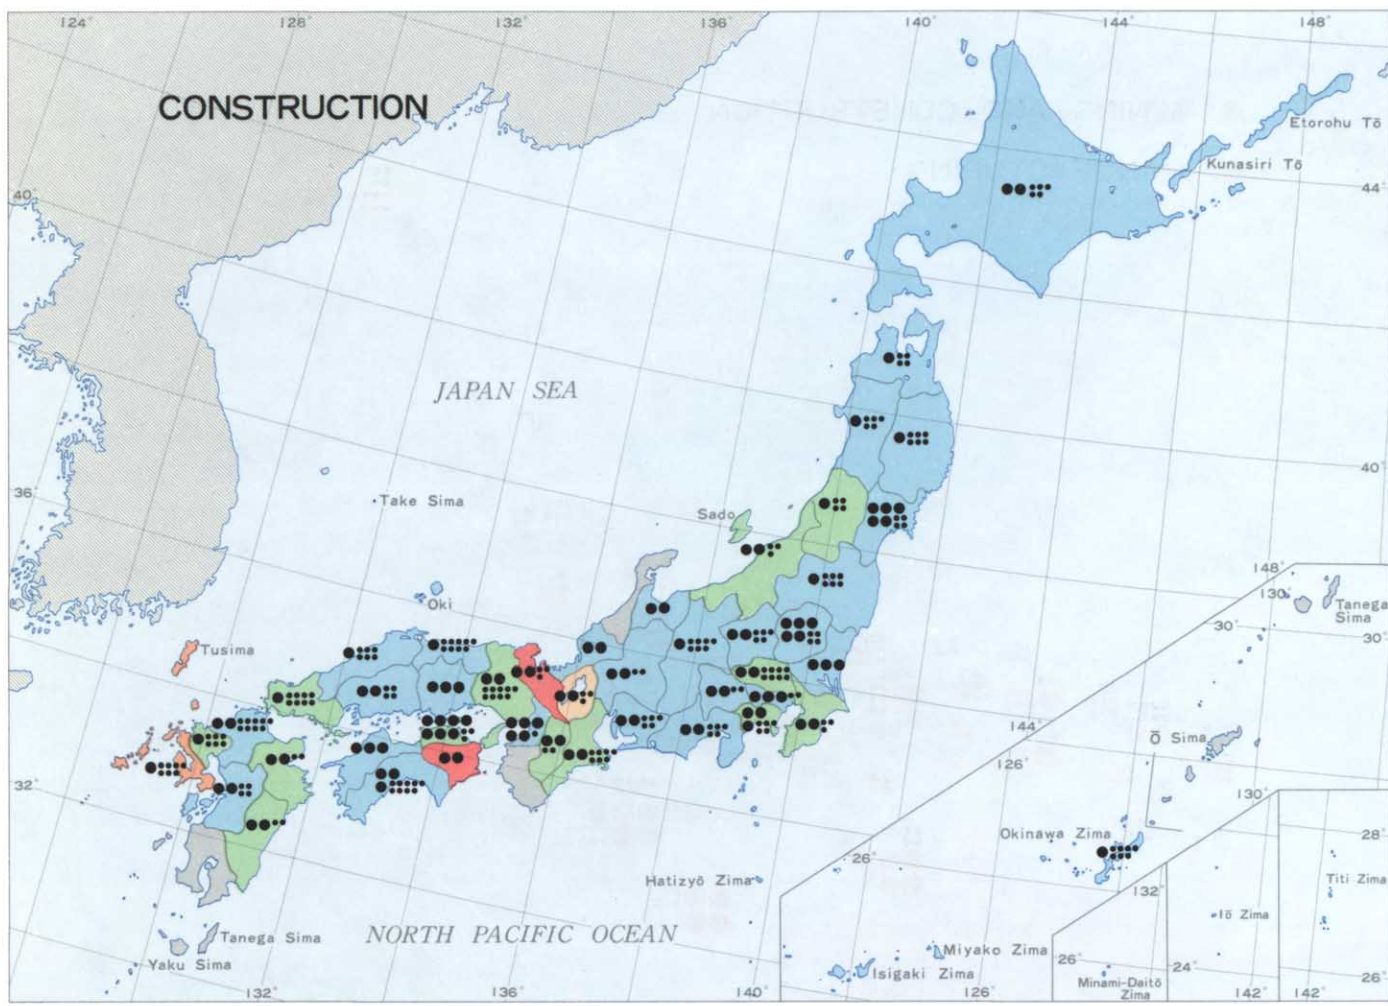 124° 128° 132° 136° 140° 144° 148°
CONSTRUCTION
Etorohu Tō
Kunasiri Tō
40°
44°
JAPAN SEA
40°
36°
Take Sima
Sado
148°
130°
Oki
Tanega
Sima
30°
30°
Tusima
36°
144°
Ōsima
126°
32°
130°
Okinawa Zima
28°
26°
132°
Hatizyō Zima
Titi Zima
Iō Zima
Tanega Sima
NORTH PACIFIC OCEAN
Miyako Zima
Yaku Sima
Isigaki Zima
26°
24°
26°
Minami-Daitō
Zima
132° 136° 140° 126° 142° 142°